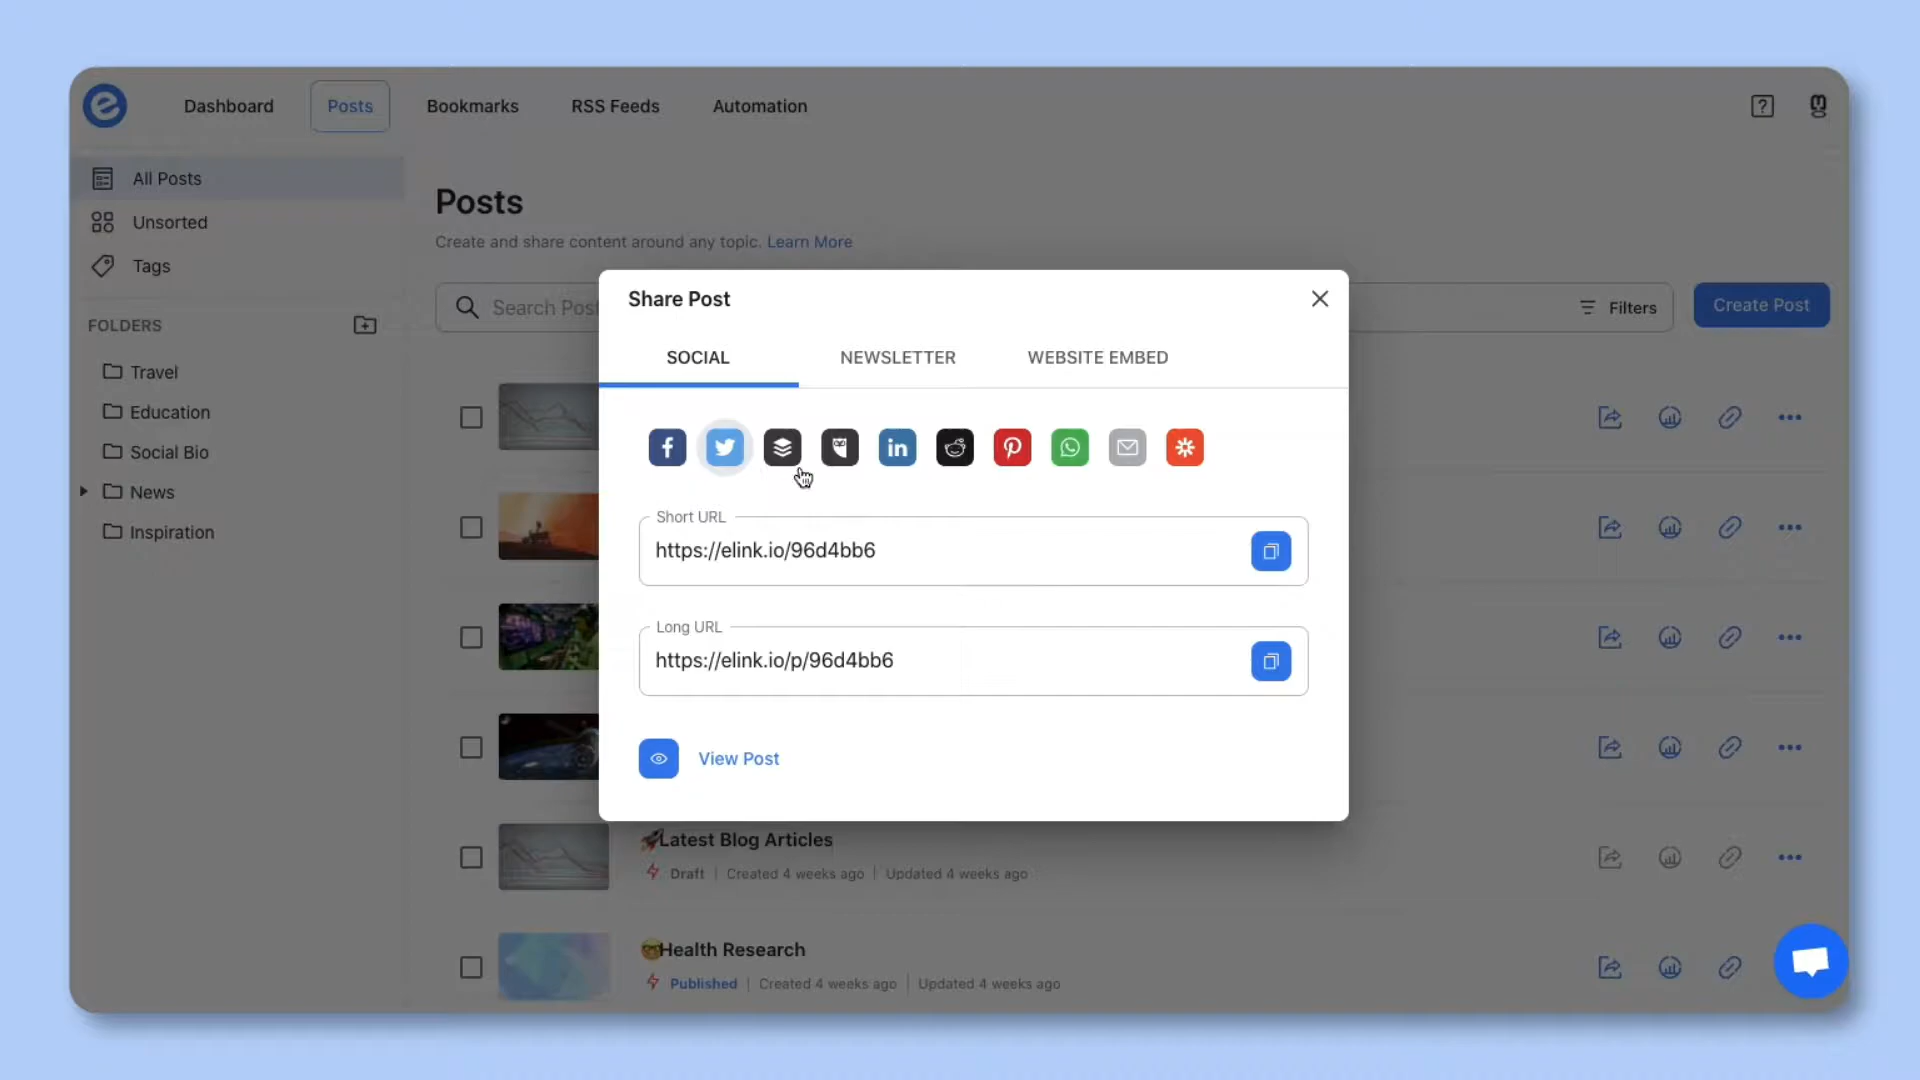 Dashboard
Posts
Bookmarks
RSS Feeds
Automation
All Posts
Unsorted
Tags
FOLDERS
Travel
Education
Social Bio
News
Inspiration
Posts
Create and share content around any topic. Learn More
Search Post
Filters
Create Post
Share Post
SOCIAL
NEWSLETTER
WEBSITE EMBED
Short URL
https://elink.io/96d4bb6
Long URL
https://elink.io/p/96d4bb6
View Post
Latest Blog Articles
Draft | Created 4 weeks ago | Updated 4 weeks ago
Health Research
Published | Created 4 weeks ago | Updated 4 weeks ago